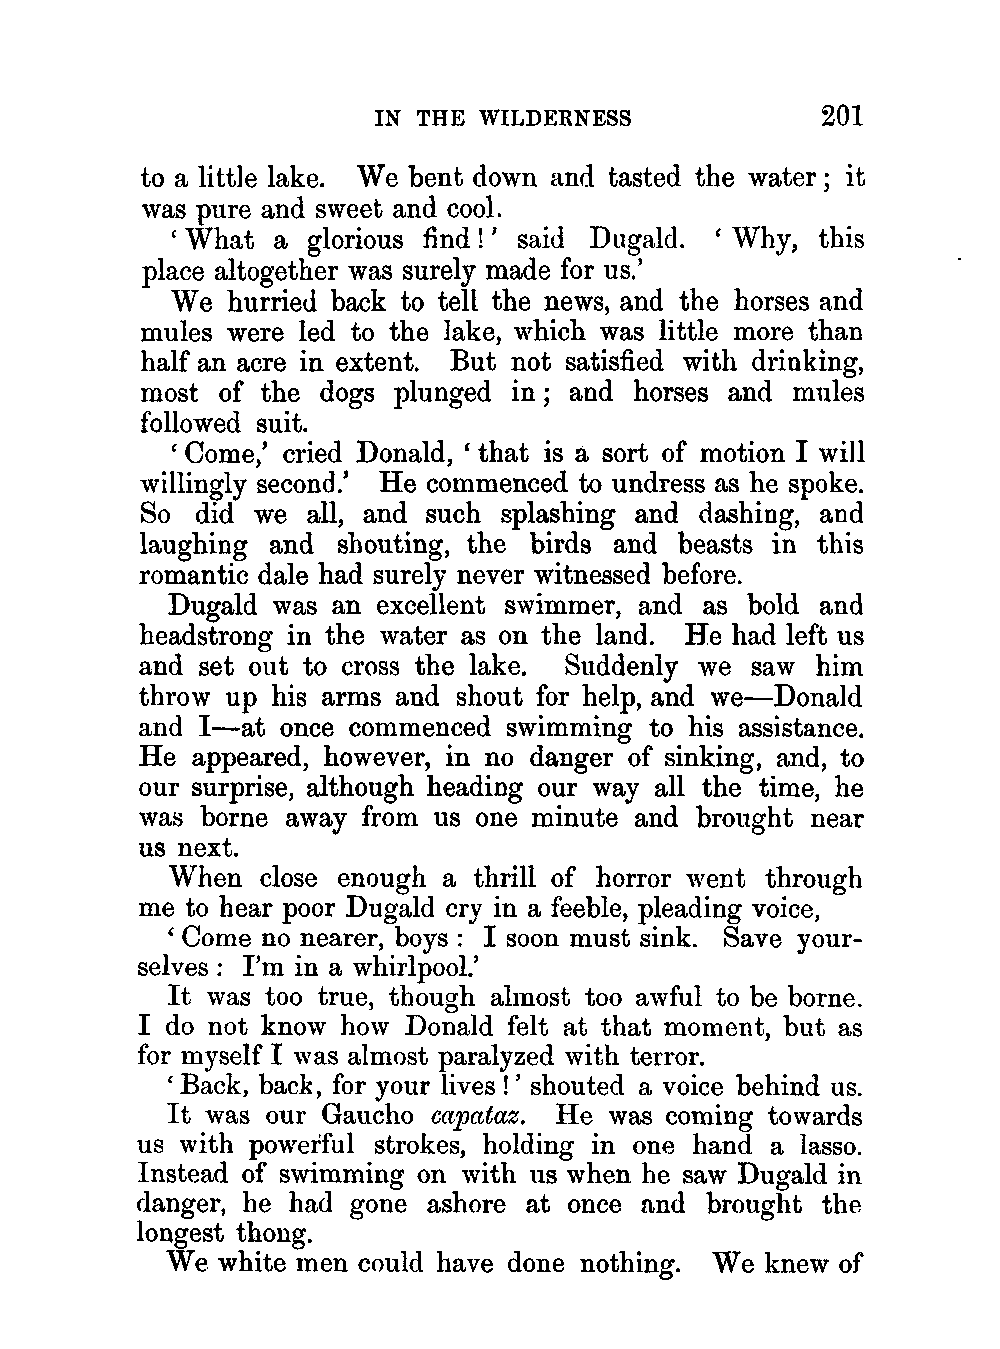 IN THE WILDERNESS 201
to a little lake. We bent down and tasted the water; it
was pure and sweet and cool.
‘What a glorious find!’ said Dugald. ‘Why, this
place altogether was surely made for us.’
We hurried back to tell the news, and the horses and
mules were led to the lake, which was little more than
half an acre in extent. But not satisfied with drinking,
most of the dogs plunged in; and horses and mules
followed suit.
‘Come,’ cried Donald, ‘that is a sort of motion I will
willingly second.’ He commenced to undress as he spoke.
So did we all, and such splashing and dashing, and
laughing and shouting, the birds and beasts in this
romantic dale had surely never witnessed before.
Dugald was an excellent swimmer, and as bold and
headstrong in the water as on the land. He had left us
and set out to cross the lake. Suddenly we saw him
throw up his arms and shout for help, and we—Donald
and I—at once commenced swimming to his assistance.
He appeared, however, in no danger of sinking, and, to
our surprise, although heading our way all the time, he
was borne away from us one minute and brought near
us next.
When close enough a thrill of horror went through
me to hear poor Dugald cry in a feeble, pleading voice,
‘Come no nearer, boys: I soon must sink. Save your-
selves: I'm in a whirlpool.’
It was too true, though almost too awful to be borne.
I do not know how Donald felt at that moment, but as
for myself I was almost paralyzed with terror.
‘Back, back, for your lives!’ shouted a voice behind us.
It was our Gaucho capataz. He was coming towards
us with powerful strokes, holding in one hand a lasso.
Instead of swimming on with us when he saw Dugald in
danger, he had gone ashore at once and brought the
longest thong.
We white men could have done nothing. We knew of